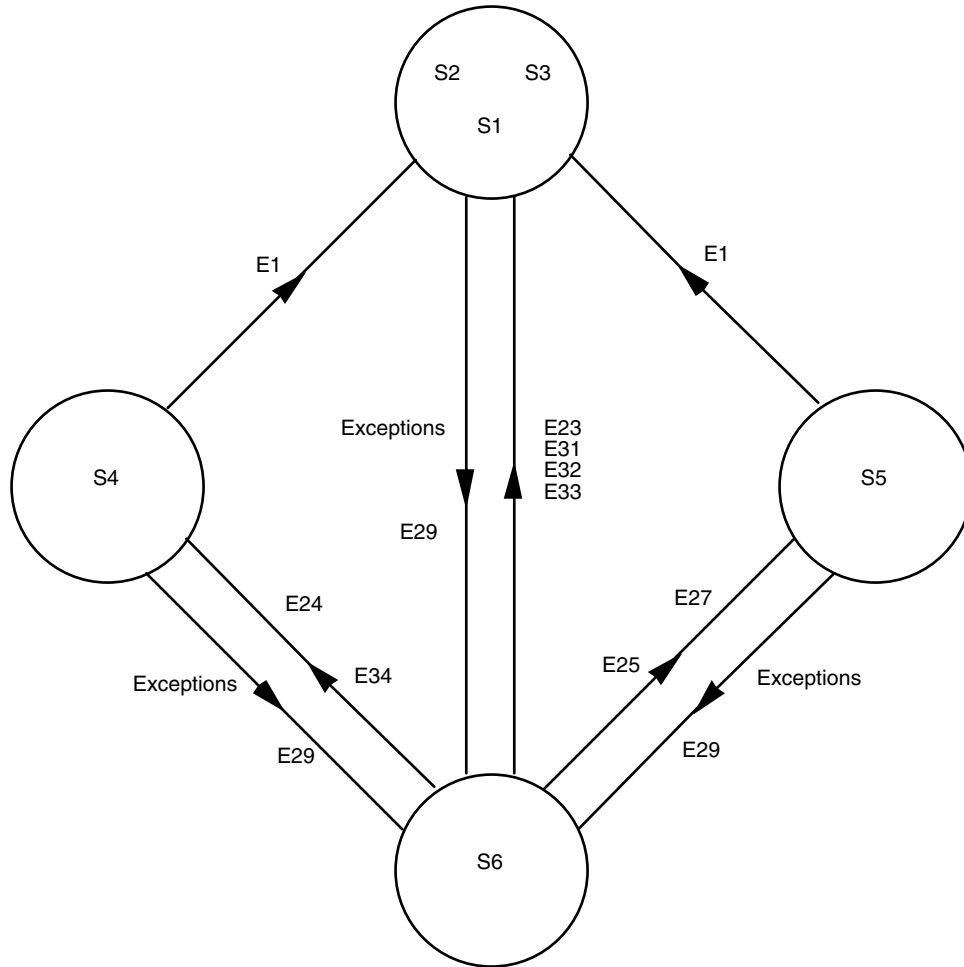 S2 S3
S1
E1
E1
Exceptions
E23
E31
E32
E33
S4
S5
E29
E24
E27
E34
E25
Exceptions
Exceptions
E29
E29
S6